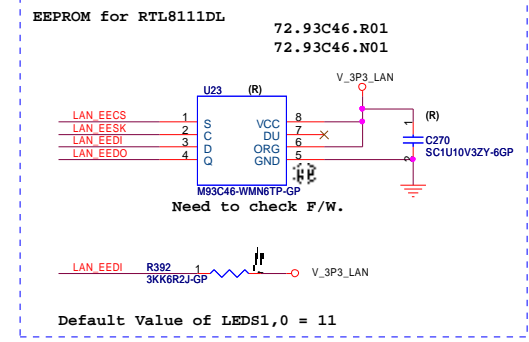 EEPROM for RTL8111DL
72.93C46.R01
72.93C46.N01
V_3P3_LAN
U23 (R)
LAN_EECS 1 S VCC 8
LAN_EESK 2 C DU 7
LAN_EEDI 3 D ORG 6
LAN_EEDO 4 Q GND 5
1 (R)
C270
SC1U10V3ZY-6GP
2
M93C46-WMN6TP-GP
Need to check F/W.
LAN_EEDI R392 1 V_3P3_LAN
3KK6R2J-GP
Default Value of LEDS1,0 = 11